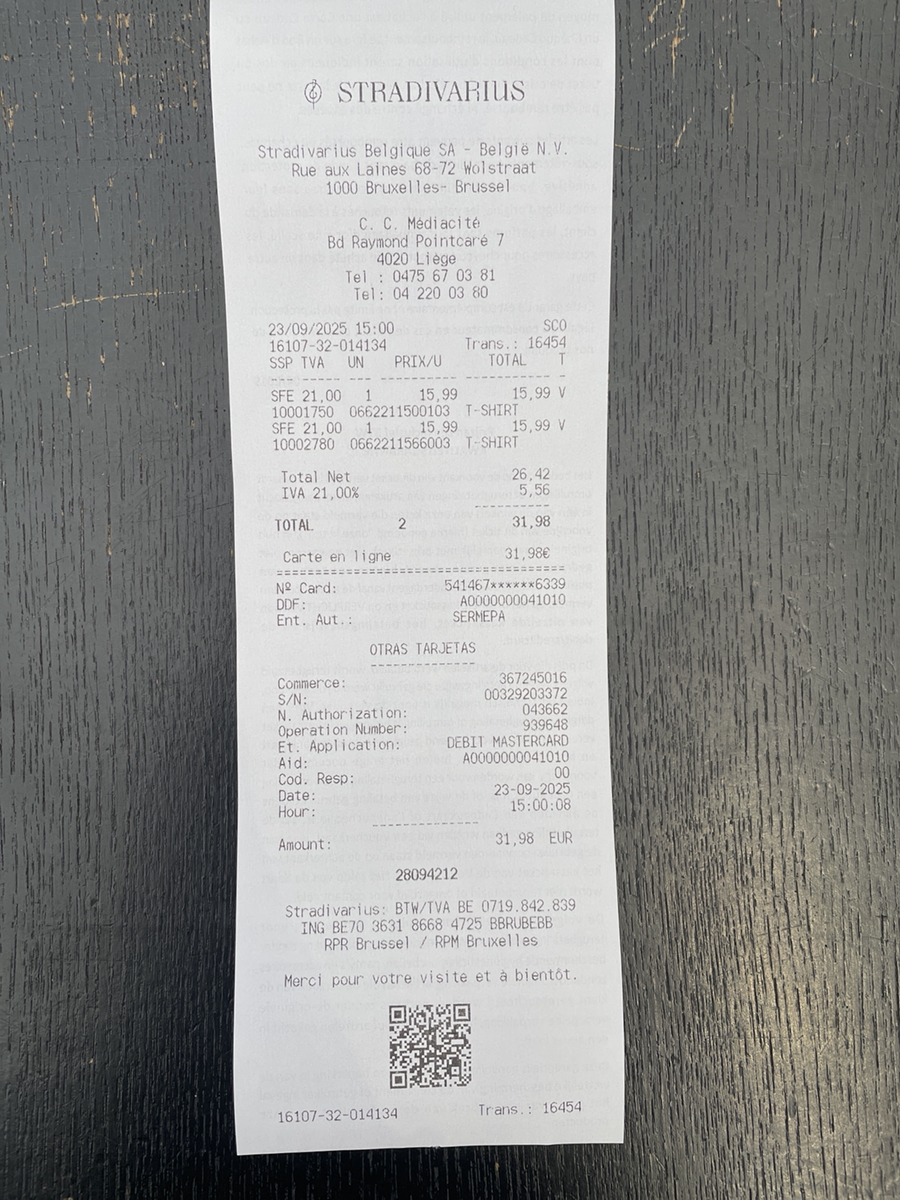 STRADIVARIUS
Stradivarius Belgique SA - België N.V.
Rue aux Laines 68-72 Wolstraat
1000 Bruxelles- Brussel
C. C. Médiacité
Bd Raymond Pointcaré 7
4020 Liège
Tel : 0475 67 03 81
Tel: 04 220 03 80
23/09/2025 15:00 SCO
16107-32-014134 Trans.: 16454
SSP TVA UN PRIX/U TOTAL T
--- ----- --- ---------- ---------- -
SFE 21,00 1 15,99 15,99 V
10001750 0662211500103 T-SHIRT
SFE 21,00 1 15,99 15,99 V
10002780 0662211566003 T-SHIRT
Total Net 26,42
IVA 21,00% 5,56
----------
TOTAL 2 31,98
Carte en ligne 31,98€
======================================
Nº Card: 541467******6339
DDF: A0000000041010
Ent. Aut.: SERMEPA
OTRAS TARJETAS
--------------
Commerce: 367245016
S/N: 00329203372
N. Authorization: 043662
Operation Number: 939648
Et. Application: DEBIT MASTERCARD
Aid: A0000000041010
Cod. Resp: 00
Date: 23-09-2025
Hour: 15:00:08
--------------
Amount: 31,98 EUR
28094212
Stradivarius: BTW/TVA BE 0719.842.839
ING BE70 3631 8668 4725 BBRUBEBB
RPR Brussel / RPM Bruxelles
Merci pour votre visite et à bientôt.
16107-32-014134 Trans.: 16454